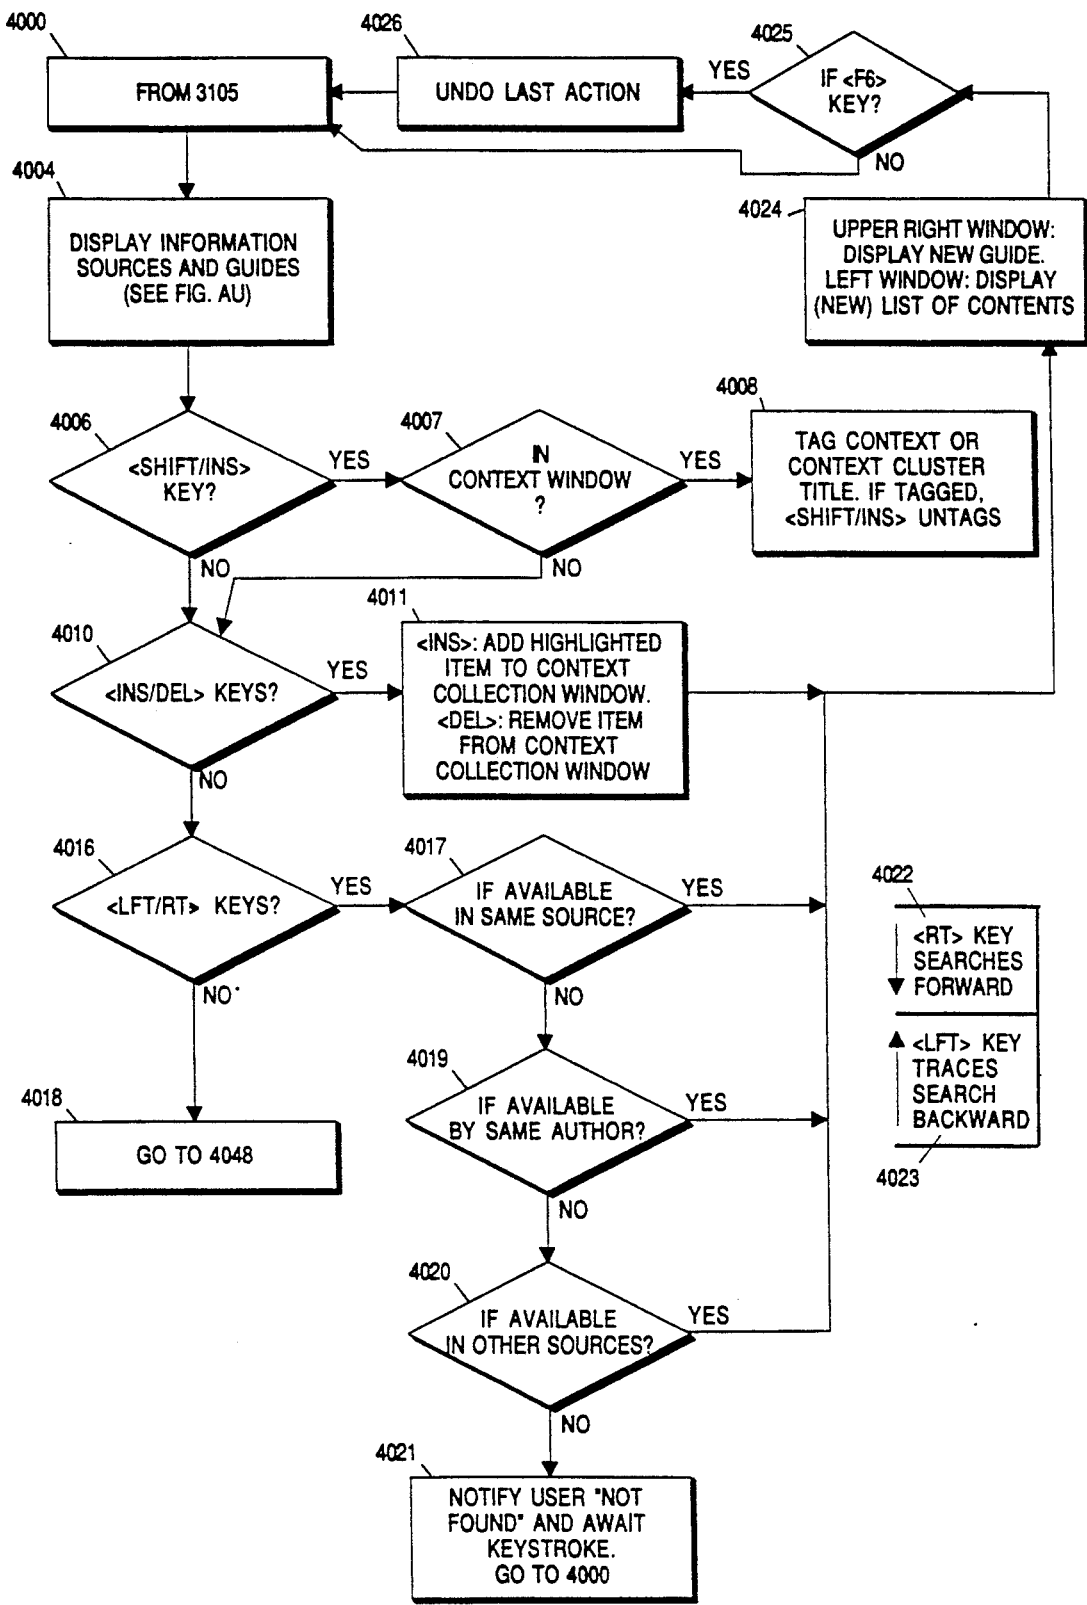 4000
FROM 3105
4026
UNDO LAST ACTION
YES
4025
IF <F6>
KEY?
NO
4004
DISPLAY INFORMATION
SOURCES AND GUIDES
(SEE FIG. AU)
4024
UPPER RIGHT WINDOW:
DISPLAY NEW GUIDE.
LEFT WINDOW: DISPLAY
(NEW) LIST OF CONTENTS
4006
<SHIFT/INS>
KEY?
YES
NO
4007
IN
CONTEXT WINDOW
?
YES
NO
4008
TAG CONTEXT OR
CONTEXT CLUSTER
TITLE. IF TAGGED,
<SHIFT/INS> UNTAGS
4010
<INS/DEL> KEYS?
YES
NO
4011
<INS>: ADD HIGHLIGHTED
ITEM TO CONTEXT
COLLECTION WINDOW.
<DEL>: REMOVE ITEM
FROM CONTEXT
COLLECTION WINDOW
4016
<LFT/RT> KEYS?
YES
NO
4017
IF AVAILABLE
IN SAME SOURCE?
YES
NO
4022
<RT> KEY
SEARCHES
FORWARD
<LFT> KEY
TRACES
SEARCH
BACKWARD
4023
4018
GO TO 4048
4019
IF AVAILABLE
BY SAME AUTHOR?
YES
NO
4020
IF AVAILABLE
IN OTHER SOURCES?
YES
NO
4021
NOTIFY USER "NOT
FOUND" AND AWAIT
KEYSTROKE.
GO TO 4000